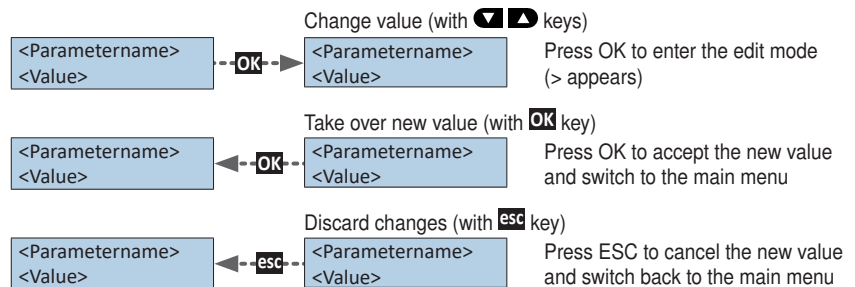 Change value (with ▼ ▲ keys)
<Parametername>
<Value>
OK
<Parametername>
<Value>
Press OK to enter the edit mode
(> appears)
Take over new value (with OK key)
<Parametername>
<Value>
OK
<Parametername>
<Value>
Press OK to accept the new value
and switch to the main menu
Discard changes (with esc key)
<Parametername>
<Value>
esc
<Parametername>
<Value>
Press ESC to cancel the new value
and switch back to the main menu